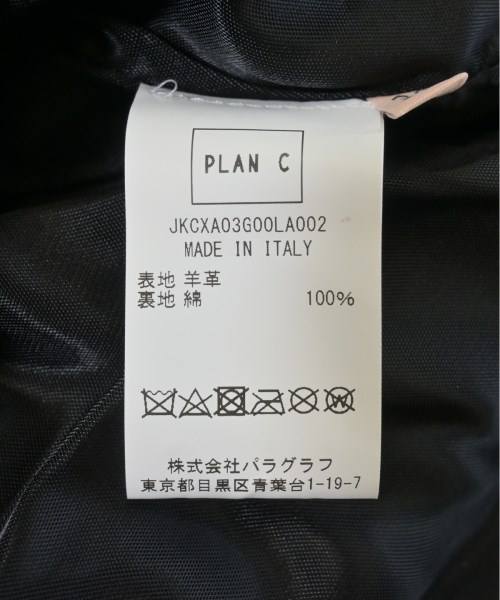 PLAN C
JKCXA03G00LA002
MADE IN ITALY
表地 羊革
裏地 綿 100%
株式会社パラグラフ
東京都目黒区青葉台1-19-7